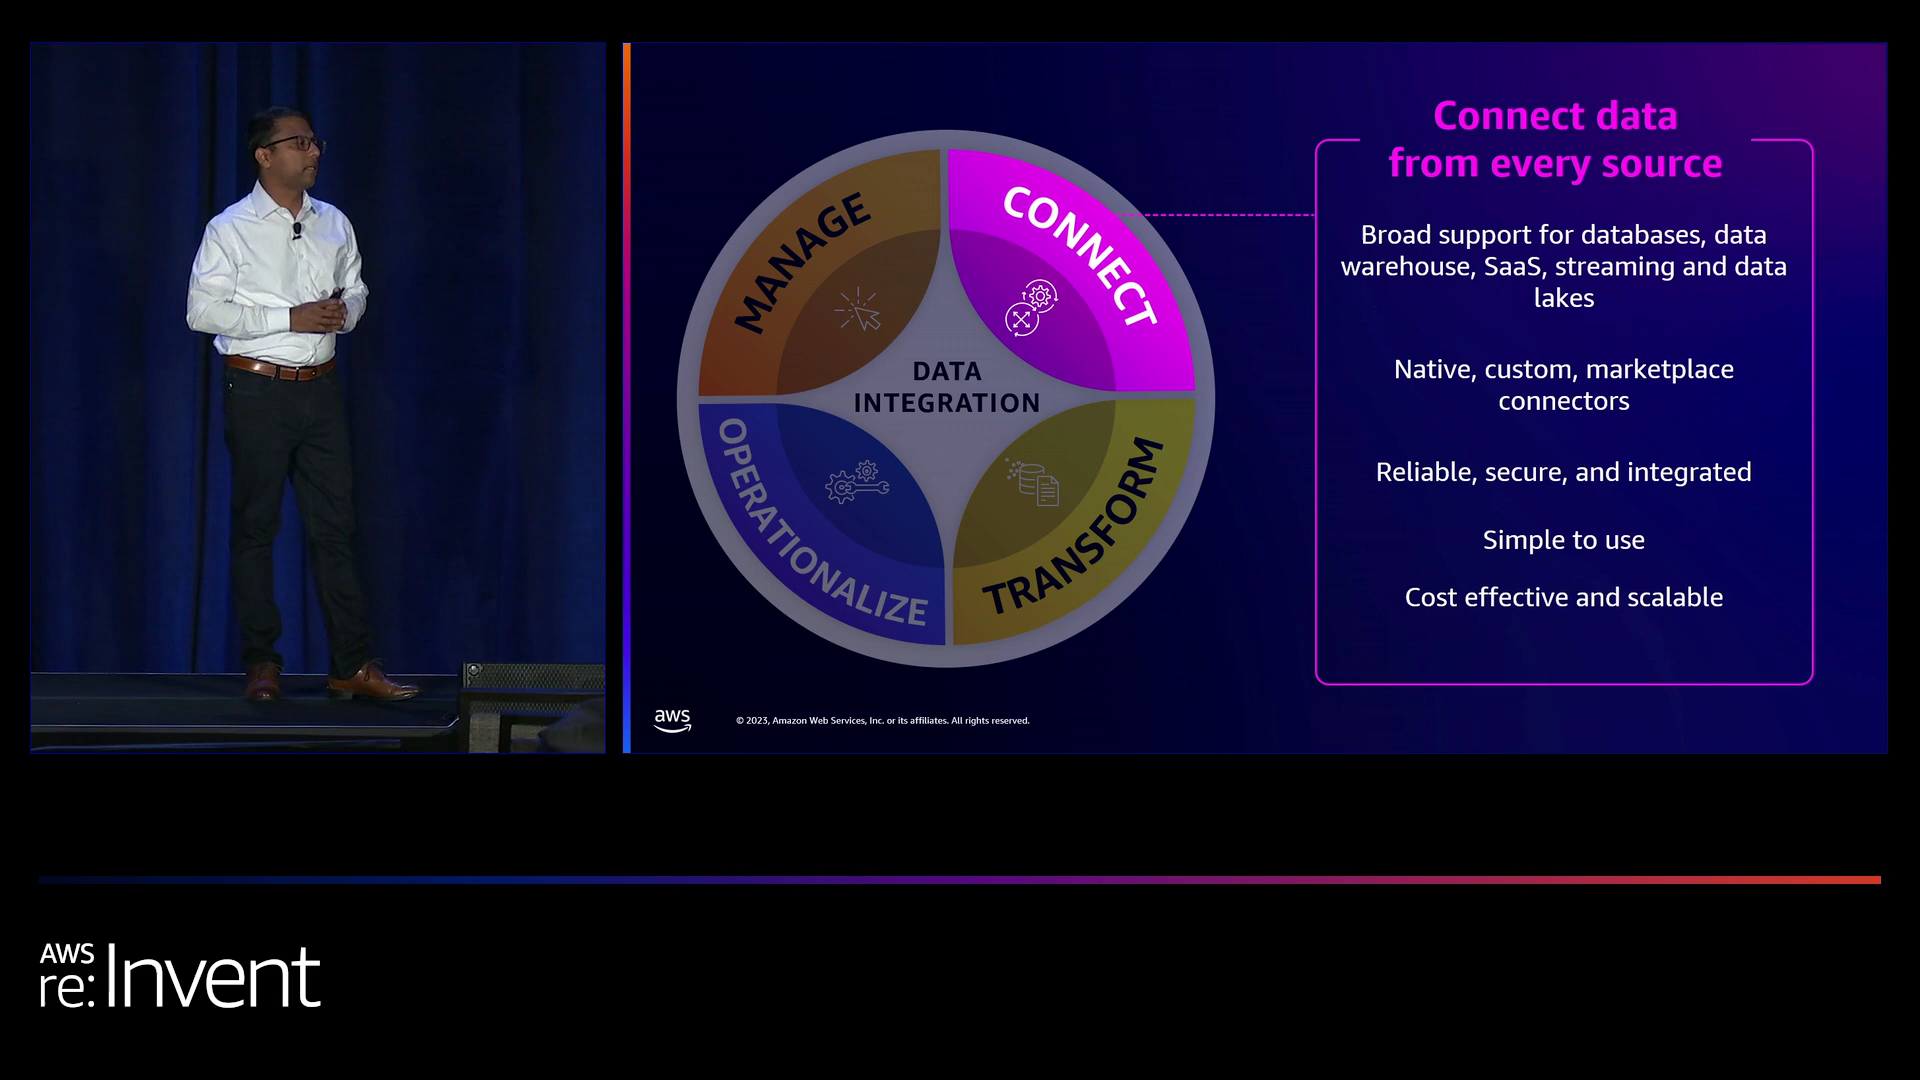 MANAGE
CONNECT
DATA
INTEGRATION
OPERATIONALIZE
TRANSFORM
Connect data
from every source
Broad support for databases, data
warehouse, SaaS, streaming and data
lakes
Native, custom, marketplace
connectors
Reliable, secure, and integrated
Simple to use
Cost effective and scalable
aws
© 2023, Amazon Web Services, Inc. or its affiliates. All rights reserved.
AWS
re:Invent